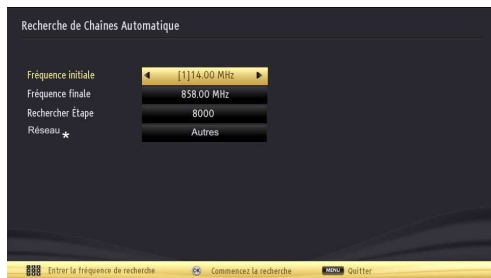 Recherche de Chaînes Automatique
Fréquence initiale [1]14.00 MHz
Fréquence finale 858.00 MHz
Rechercher Étape 8000
Réseau * Autres
Entrer la fréquence de recherche OK Commencez la recherche MENU Quitter